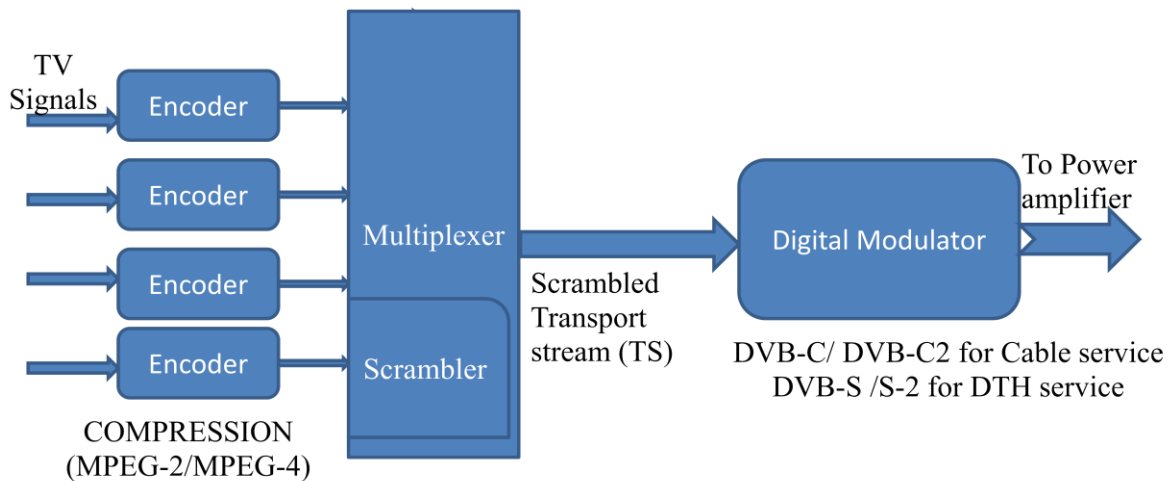 TV
Signals
Encoder
Encoder
Encoder
Encoder
COMPRESSION
(MPEG-2/MPEG-4)
Multiplexer
Scrambler
Scrambled
Transport
stream (TS)
Digital Modulator
To Power
amplifier
DVB-C/ DVB-C2 for Cable service
DVB-S /S-2 for DTH service